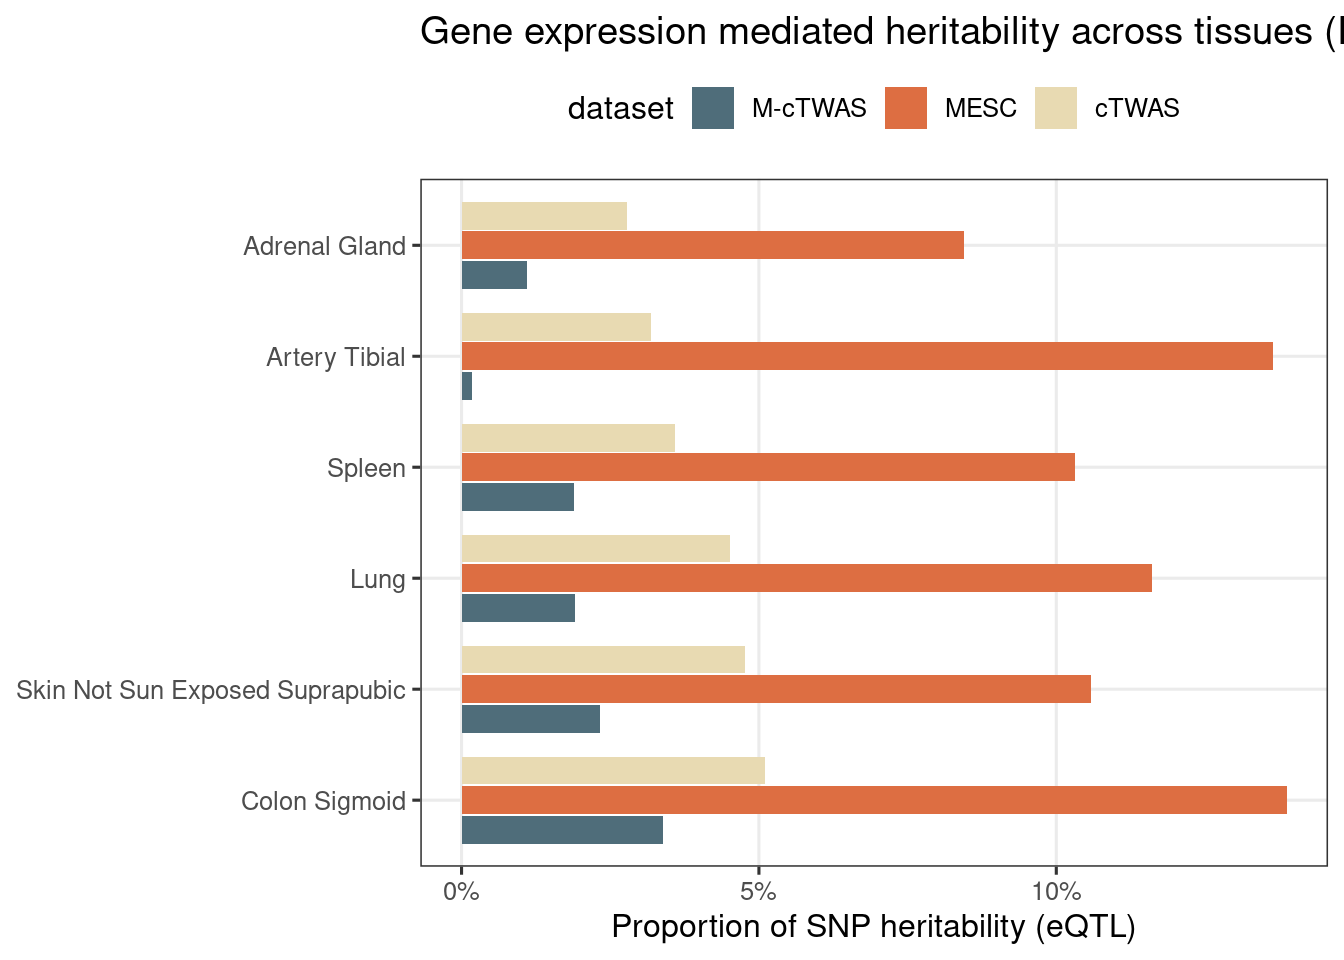 Gene expression mediated heritability across tissues (
dataset M-cTWAS MESC cTWAS
Adrenal Gland
Artery Tibial
Spleen
Lung
Skin Not Sun Exposed Suprapubic
Colon Sigmoid
0% 5% 10%
Proportion of SNP heritability (eQTL)